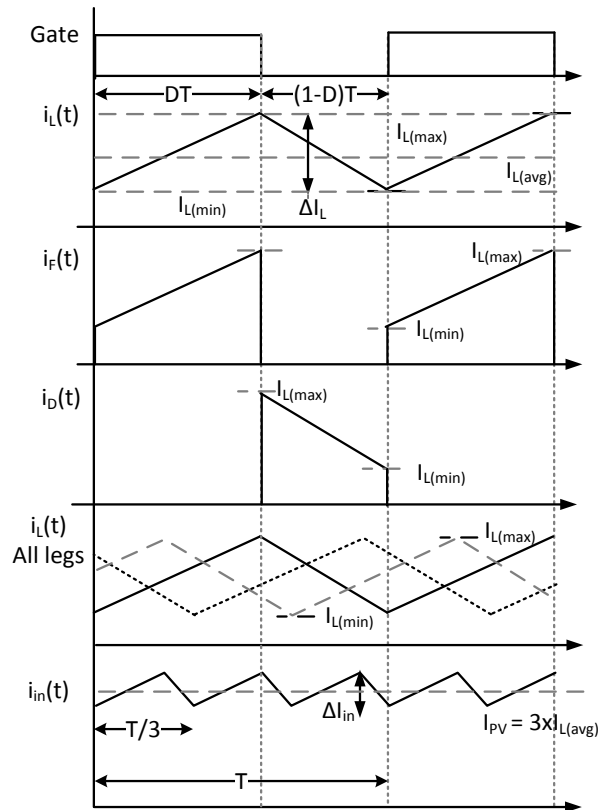 Gate
DT
(1-D)T
i_L(t)
I_L(max)
I_L(avg)
I_L(min)
ΔI_L
i_F(t)
I_L(max)
I_L(min)
i_D(t)
I_L(max)
I_L(min)
i_L(t)
All legs
I_L(max)
I_L(min)
i_in(t)
ΔI_in
T/3
I_PV = 3xI_L(avg)
T